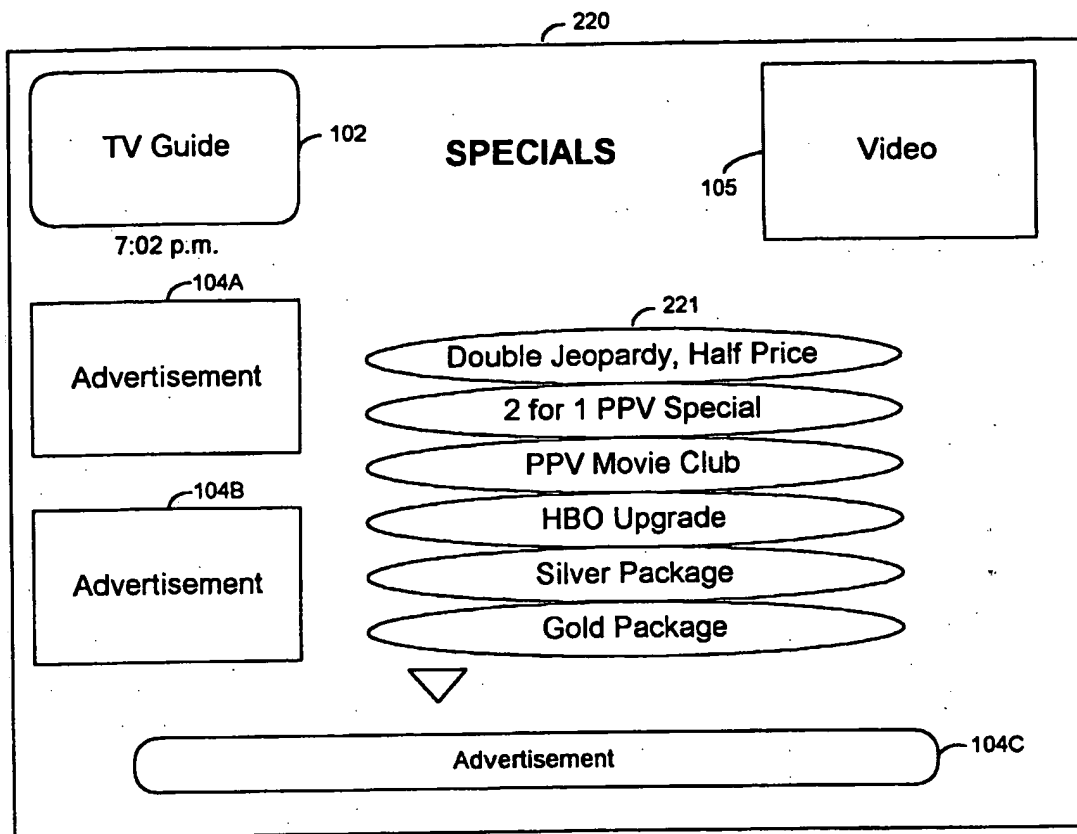 220
TV Guide
102
SPECIALS
105
Video
7:02 p.m.
104A
Advertisement
221
Double Jeopardy, Half Price
2 for 1 PPV Special
PPV Movie Club
HBO Upgrade
Silver Package
Gold Package
104B
Advertisement
Advertisement
104C